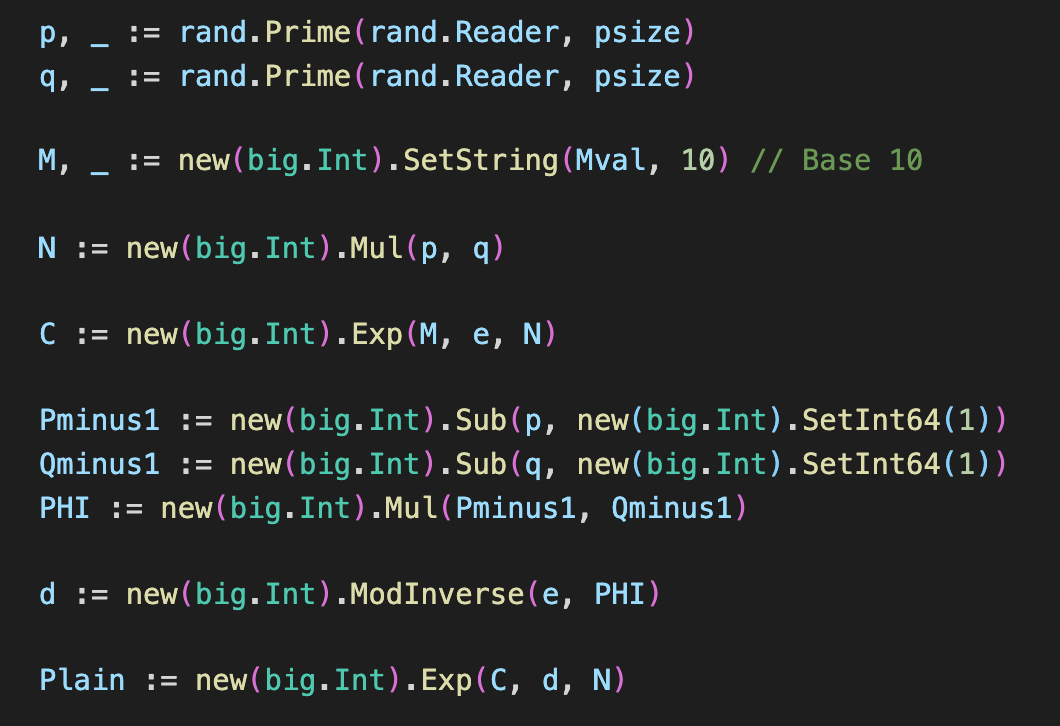 p, _ := rand.Prime(rand.Reader, psize)
q, _ := rand.Prime(rand.Reader, psize)
M, _ := new(big.Int).SetString(Mval, 10) // Base 10
N := new(big.Int).Mul(p, q)
C := new(big.Int).Exp(M, e, N)
Pminus1 := new(big.Int).Sub(p, new(big.Int).SetInt64(1))
Qminus1 := new(big.Int).Sub(q, new(big.Int).SetInt64(1))
PHI := new(big.Int).Mul(Pminus1, Qminus1)
d := new(big.Int).ModInverse(e, PHI)
Plain := new(big.Int).Exp(C, d, N)